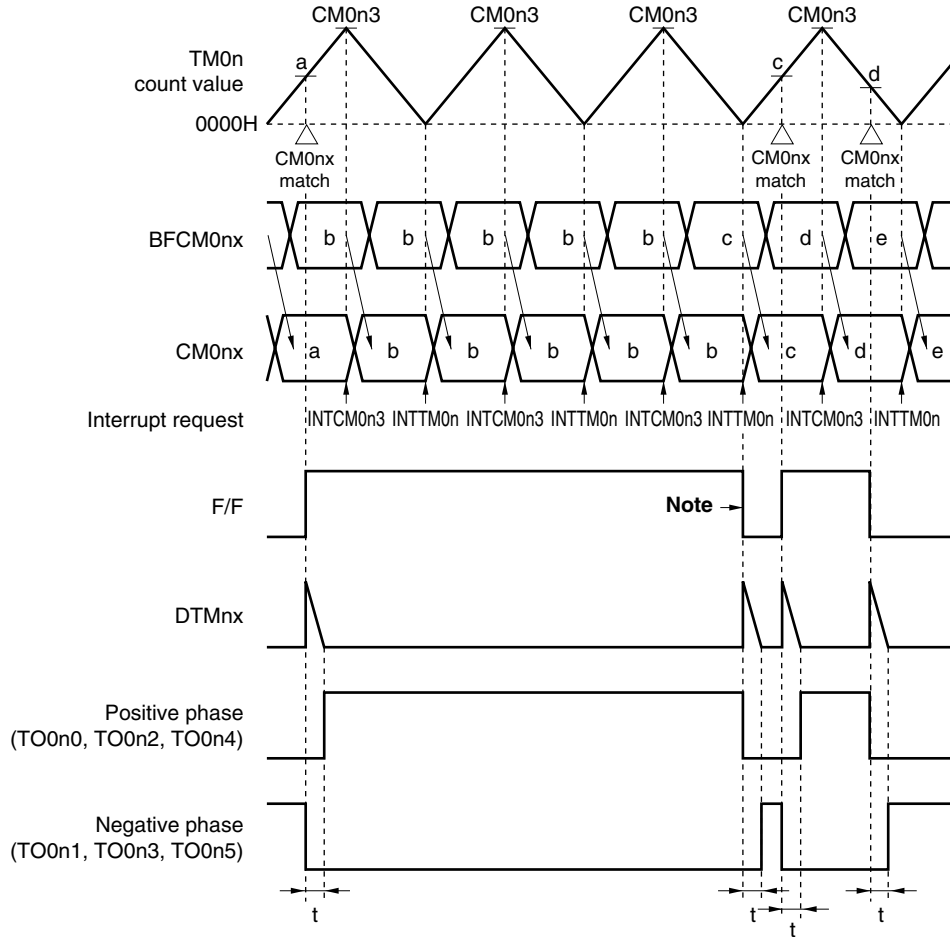 CM0n3 CM0n3 CM0n3 CM0n3
TM0n
count value
a c d
0000H
CM0nx
match
CM0nx
match
CM0nx
match
BFCM0nx b b b b b c d e
CM0nx a b b b b b c d e
Interrupt request INTCM0n3 INTTM0n INTCM0n3 INTTM0n INTCM0n3 INTTM0n INTCM0n3 INTTM0n
F/F Note
DTMnx
Positive phase
(TO0n0, TO0n2, TO0n4)
Negative phase
(TO0n1, TO0n3, TO0n5)
t t t t